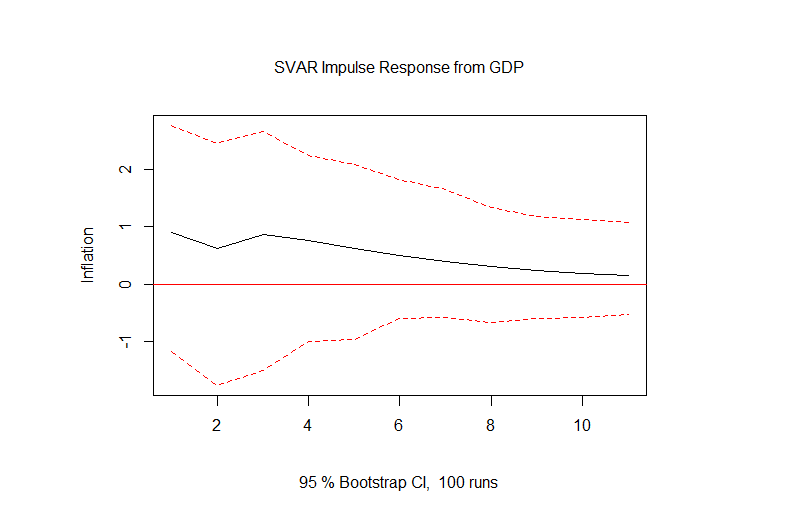 SVAR Impulse Response from GDP
Inflation
2
1
0
-1
2 4 6 8 10
95 % Bootstrap CI, 100 runs